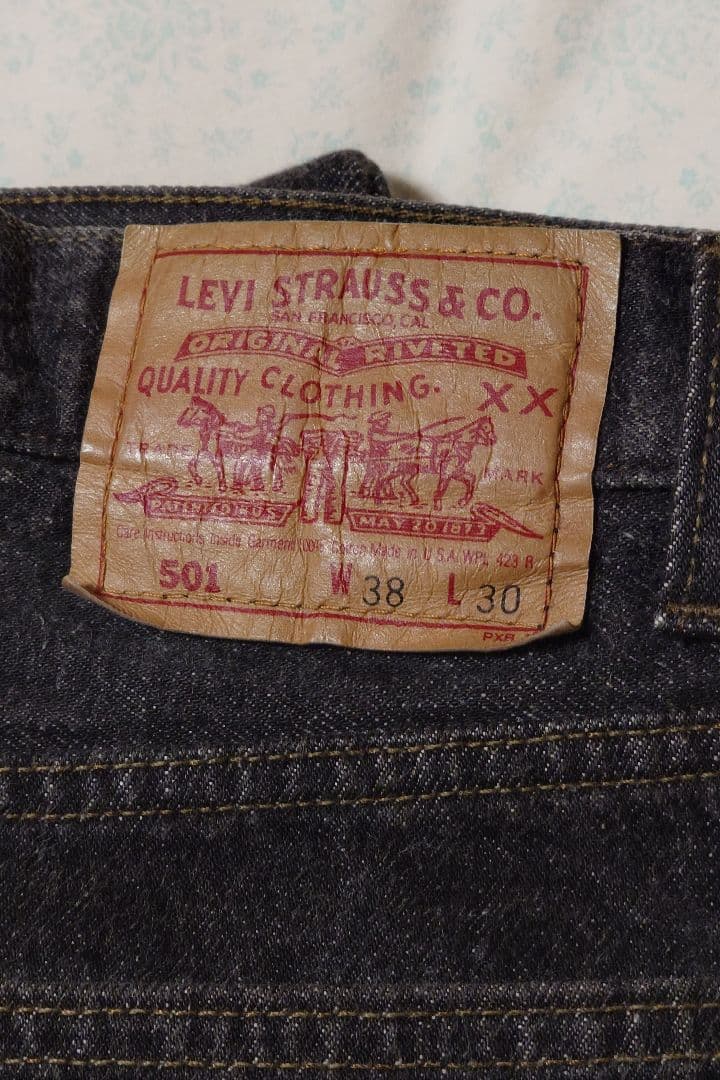 LEVI STRAUSS & CO.
SAN FRANCISCO, CAL.
ORIGINAL RIVETED
QUALITY CLOTHING. XX
TRADE MARK
MAY 20 1873
Care Instructions Inside Garment 100% Cotton Made in U.S.A. WPL 423 R
501 W 38 L 30